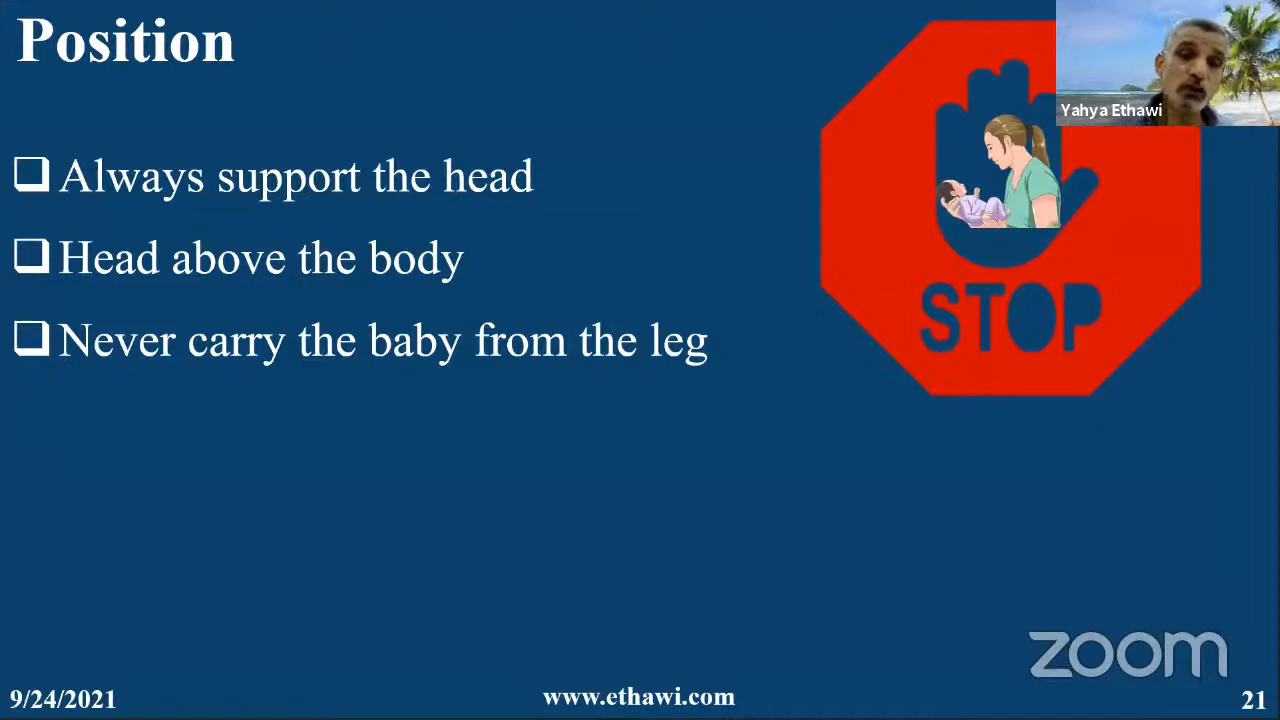 Position
Yahya Ethawi
❑ Always support the head
❑ Head above the body
❑ Never carry the baby from the leg
STOP
zoom
9/24/2021
www.ethawi.com
21